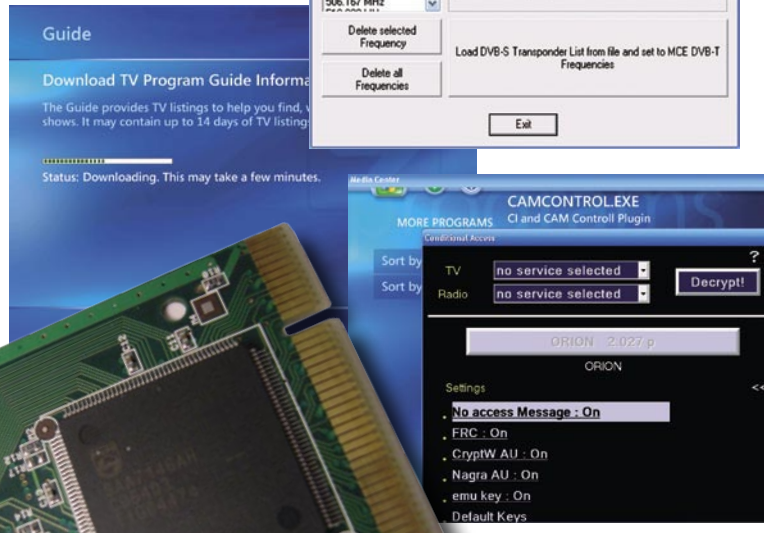 Guide
Download TV Program Guide Informa
The Guide provides TV listings to help you find,
shows. It may contain up to 14 days of TV listing
Status: Downloading. This may take a few minutes.
506.167 MHz
Delete selected
Frequency
Delete all
Frequencies
Load DVB-S Transponder List from file and set to MCE DVB-T
Frequencies
Exit
Media Center
CAMCONTROL.EXE
MORE PROGRAMS
CI and CAM Controll Plugin
Conditional Access
Sort by
Sort by
?
TV
no service selected
Decrypt!
Radio
no service selected
ORION 2.027 p
ORION
Settings
<<
No access Message : On
FRC : On
CryptW AU : On
Nagra AU : On
emu key : On
Default Keys
C12
R12
R17
R14